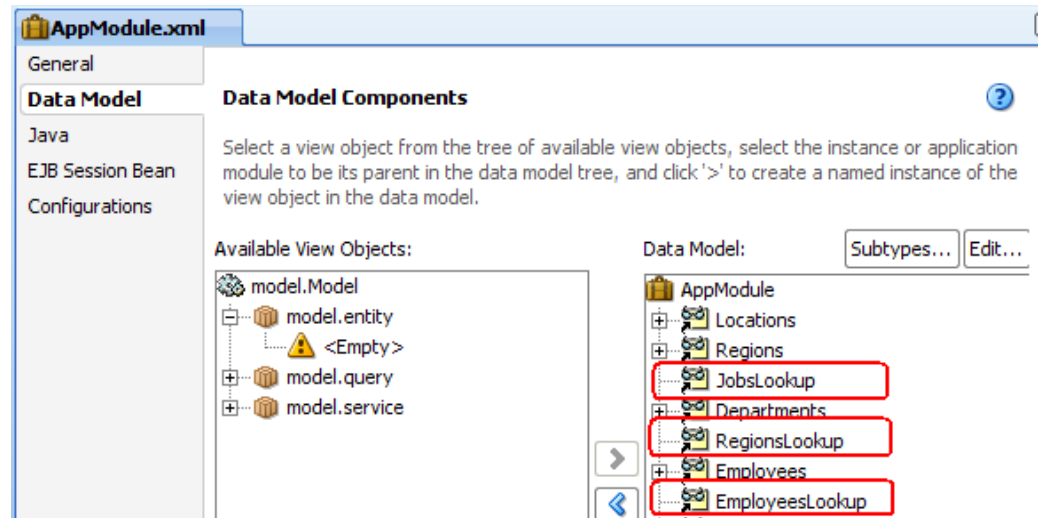 AppModule.xml
General
Data Model
Java
EJB Session Bean
Configurations
Data Model Components
?
Select a view object from the tree of available view objects, select the instance or application
module to be its parent in the data model tree, and click '>' to create a named instance of the
view object in the data model.
Available View Objects:
model.Model
model.entity
<Empty>
model.query
model.service
Data Model:
Subtypes...
Edit...
AppModule
Locations
Regions
JobsLookup
Departments
RegionsLookup
Employees
EmployeesLookup